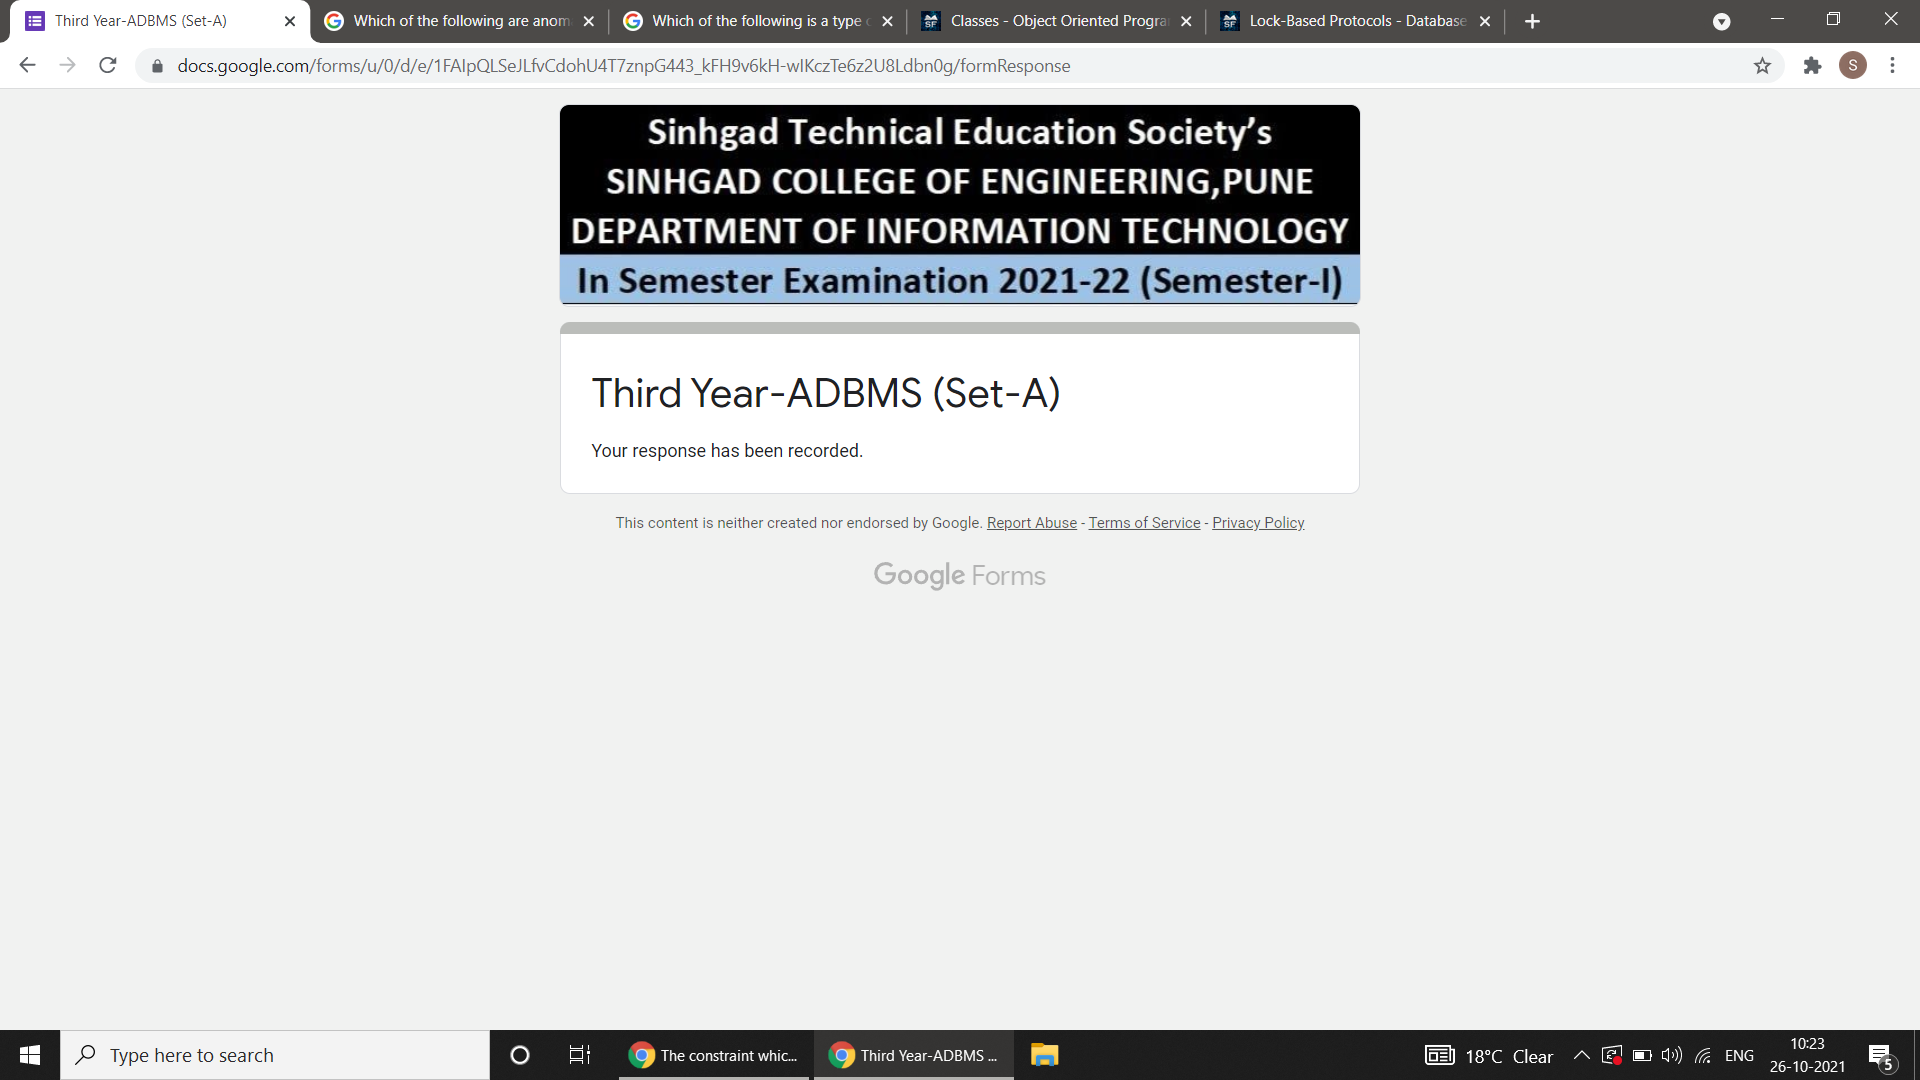 Third Year-ADBMS (Set-A)
Which of the following are anom
Which of the following is a type
Classes - Object Oriented Progra
Lock-Based Protocols - Database
docs.google.com/forms/u/0/d/e/1FAIpQLSeJLfvCdohU4T7znpG443_kFH9v6kH-wIKczTe6z2U8Ldbn0g/formResponse
S
Sinhgad Technical Education Society's
SINHGAD COLLEGE OF ENGINEERING,PUNE
DEPARTMENT OF INFORMATION TECHNOLOGY
In Semester Examination 2021-22 (Semester-I)
Third Year-ADBMS (Set-A)
Your response has been recorded.
This content is neither created nor endorsed by Google. Report Abuse - Terms of Service - Privacy Policy
Google Forms
Type here to search
The constraint whic...
Third Year-ADBMS ...
18°C Clear
ENG
10:23
26-10-2021
5